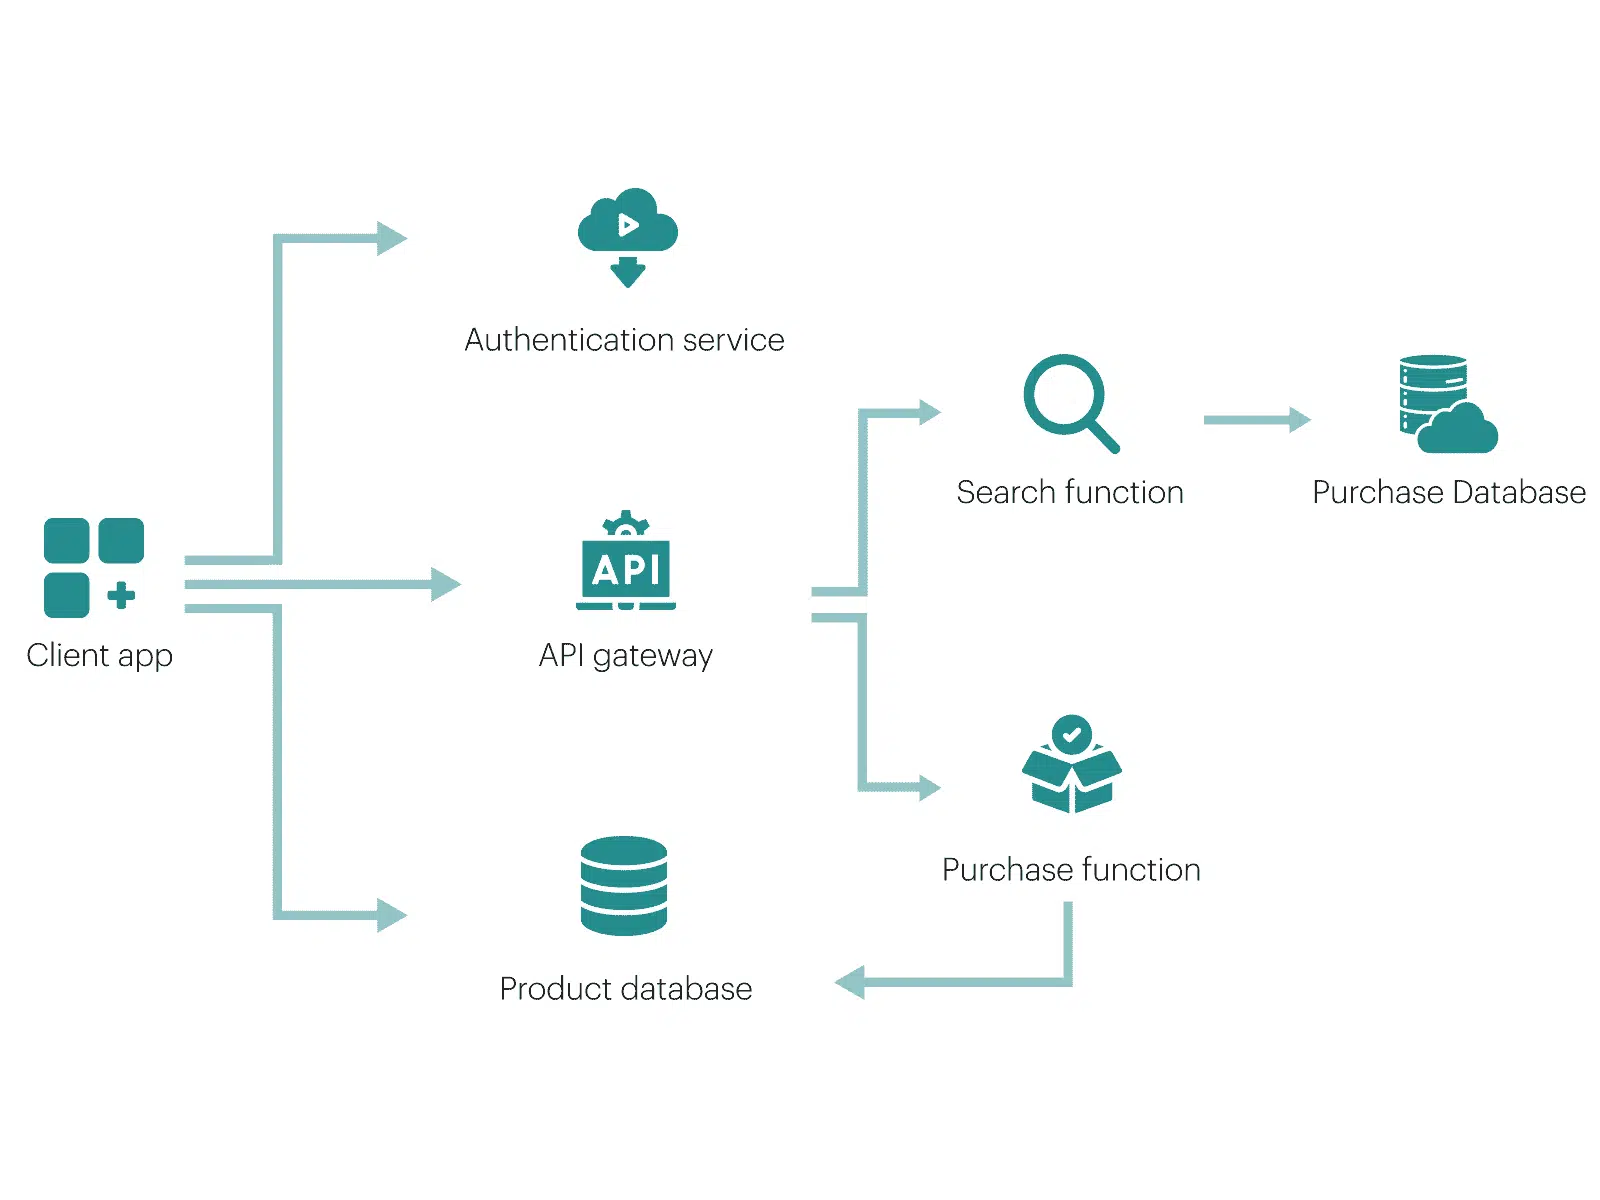 Authentication service
Search function
Purchase Database
API
Client app
API gateway
Purchase function
Product database